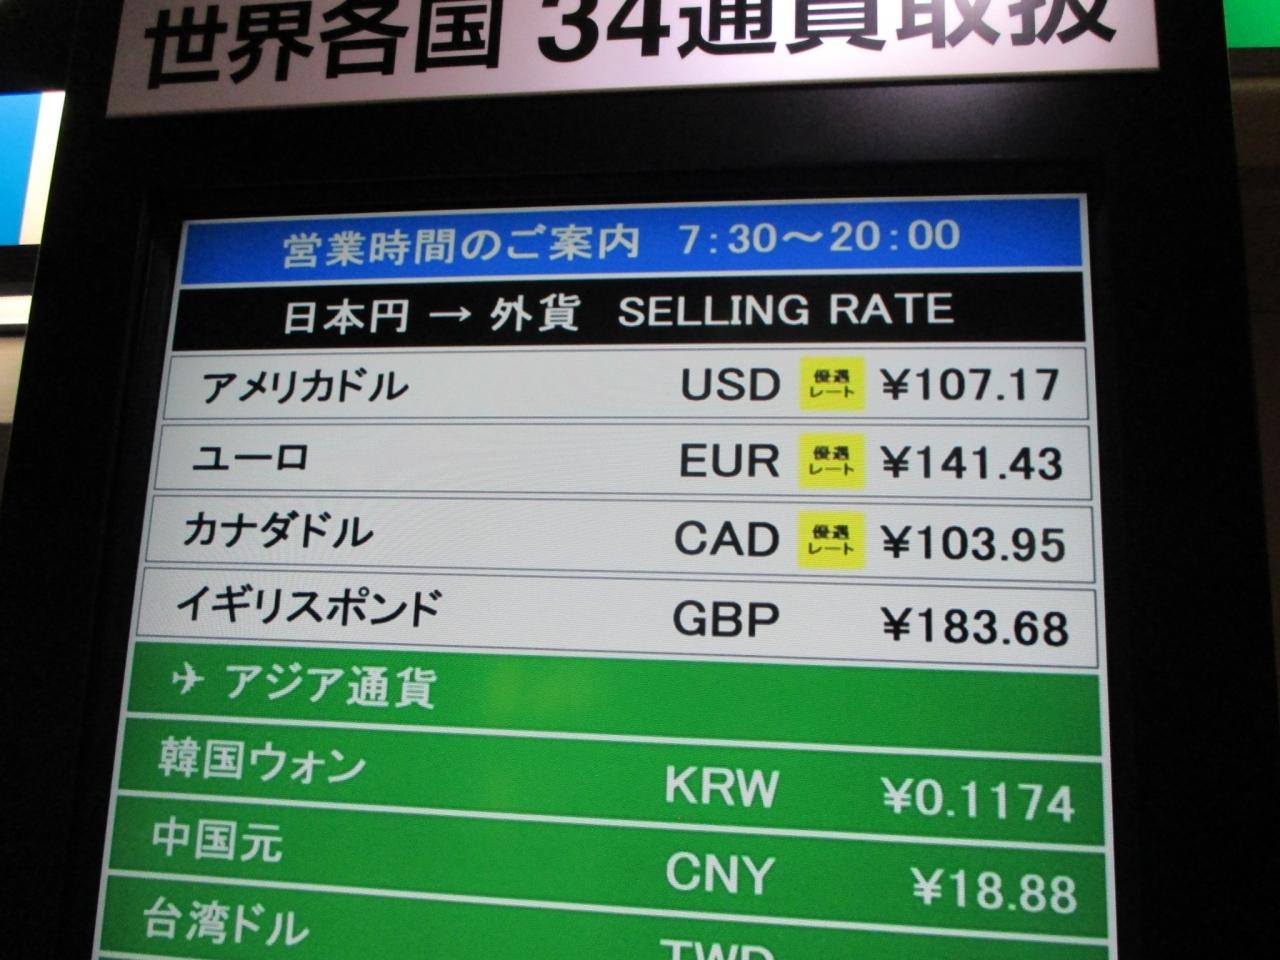 世界各国 34通貨取扱
営業時間のご案内 7:30～20:00
日本円 → 外貨 SELLING RATE
アメリカドル USD 優遇レート ¥107.17
ユーロ EUR 優遇レート ¥141.43
カナダドル CAD 優遇レート ¥103.95
イギリスポンド GBP ¥183.68
✈ アジア通貨
韓国ウォン KRW ¥0.1174
中国元 CNY ¥18.88
台湾ドル TWD